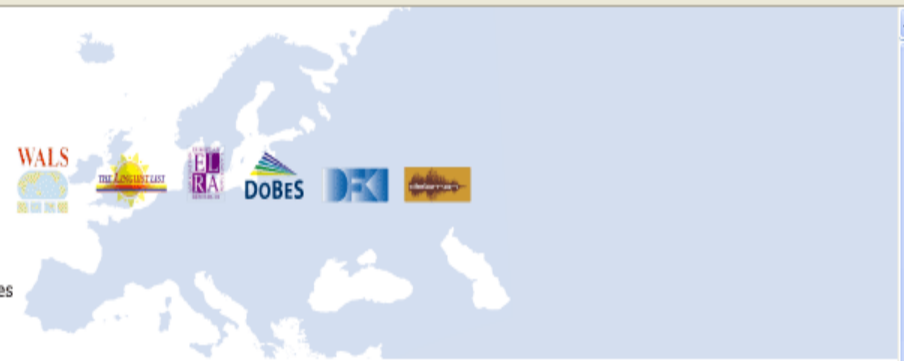 WALS
THE LINGUIST LIST
EL
RA
DOBES
DFKI
es